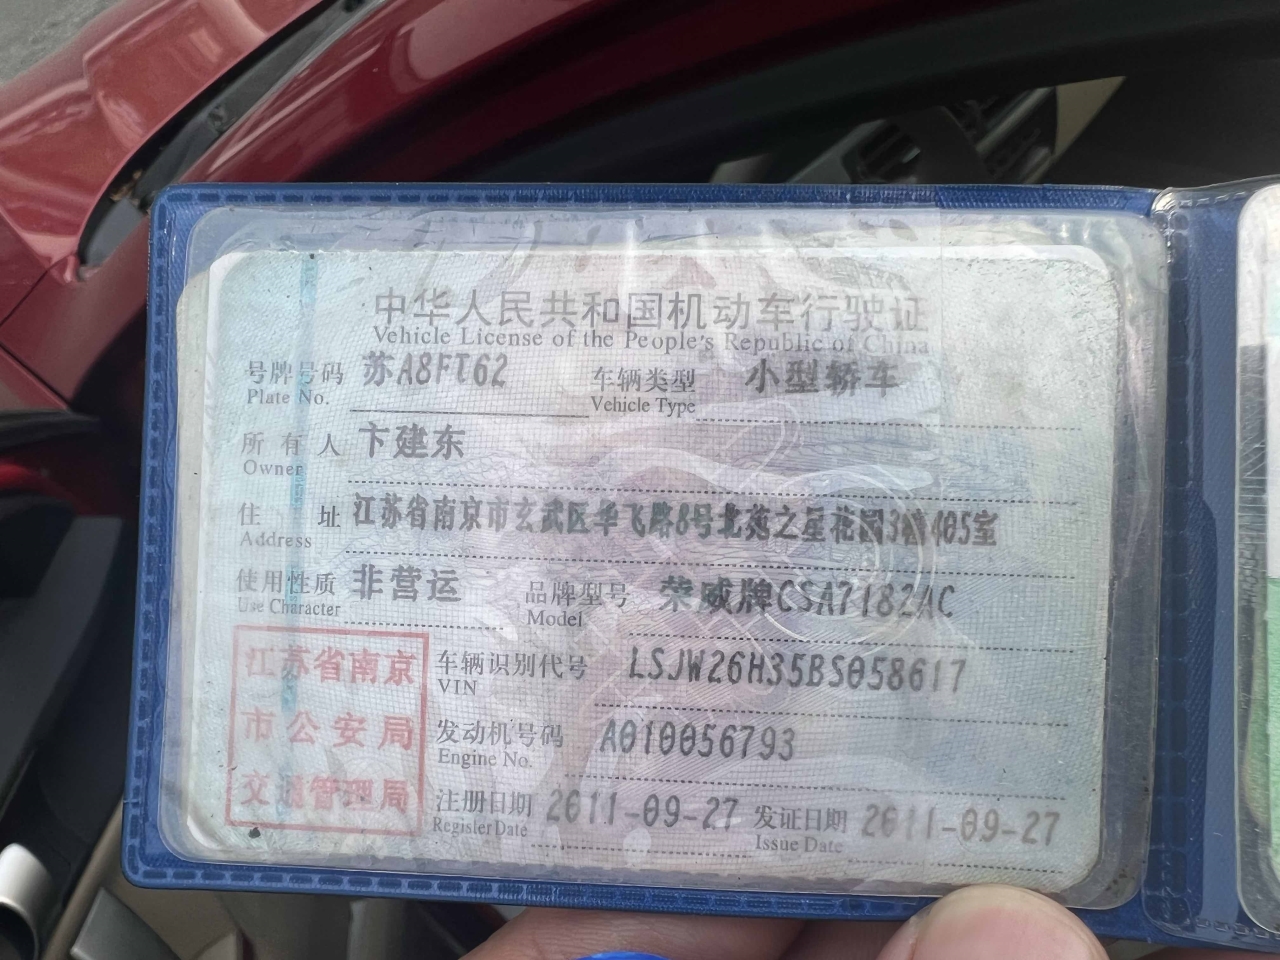 中华人民共和国机动车行驶证
Vehicle License of the People's Republic of China
号牌号码 苏A8FT62 车辆类型 小型轿车
Plate No. Vehicle Type
所有人 卞建东
Owner
住址 江苏省南京市玄武区华飞路8号北苑之星花园3幢405室
Address
使用性质 非营运 品牌型号 荣威牌CSA7182AC
Use Character Model
江苏省南京
市公安局
交通管理局
车辆识别代号 LSJW26H35BS058617
VIN
发动机号码 A010056793
Engine No.
注册日期 2011-09-27 发证日期 2011-09-27
Register Date Issue Date